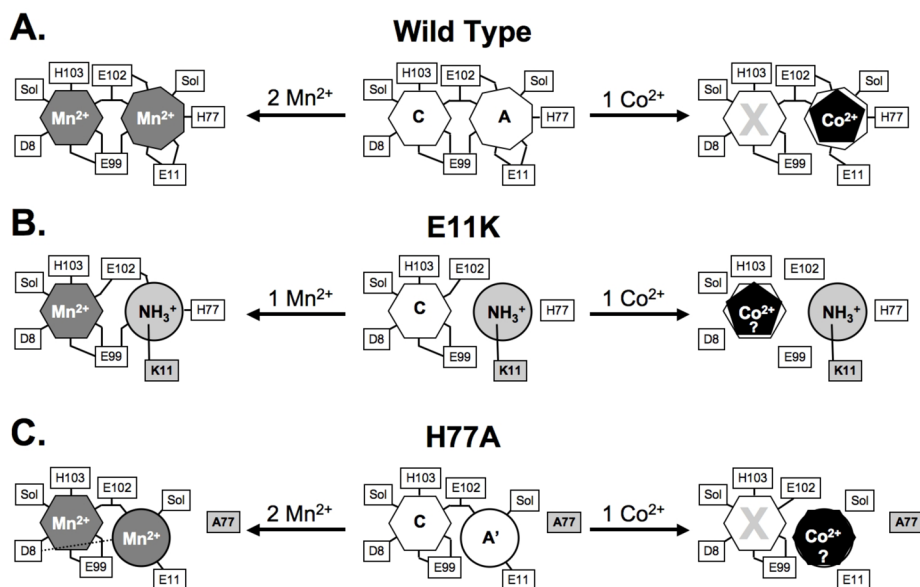 A.
Wild Type
H103
E102
Sol
Sol
Mn²⁺
Mn²⁺
H77
D8
E99
E11
2 Mn²⁺
H103
E102
Sol
Sol
C
A
H77
D8
E99
E11
1 Co²⁺
H103
E102
Sol
Sol
X
Co²⁺
H77
D8
E99
E11
B.
E11K
H103
E102
Sol
Mn²⁺
NH₃⁺
H77
D8
E99
K11
1 Mn²⁺
H103
E102
Sol
C
NH₃⁺
H77
D8
E99
K11
1 Co²⁺
H103
E102
Sol
Co²⁺
?
NH₃⁺
H77
D8
E99
K11
C.
H77A
H103
E102
Sol
Sol
A77
Mn²⁺
Mn²⁺
D8
E99
E11
2 Mn²⁺
H103
E102
Sol
Sol
A77
C
A'
D8
E99
E11
1 Co²⁺
H103
E102
Sol
Sol
A77
X
Co²⁺
?
D8
E99
E11